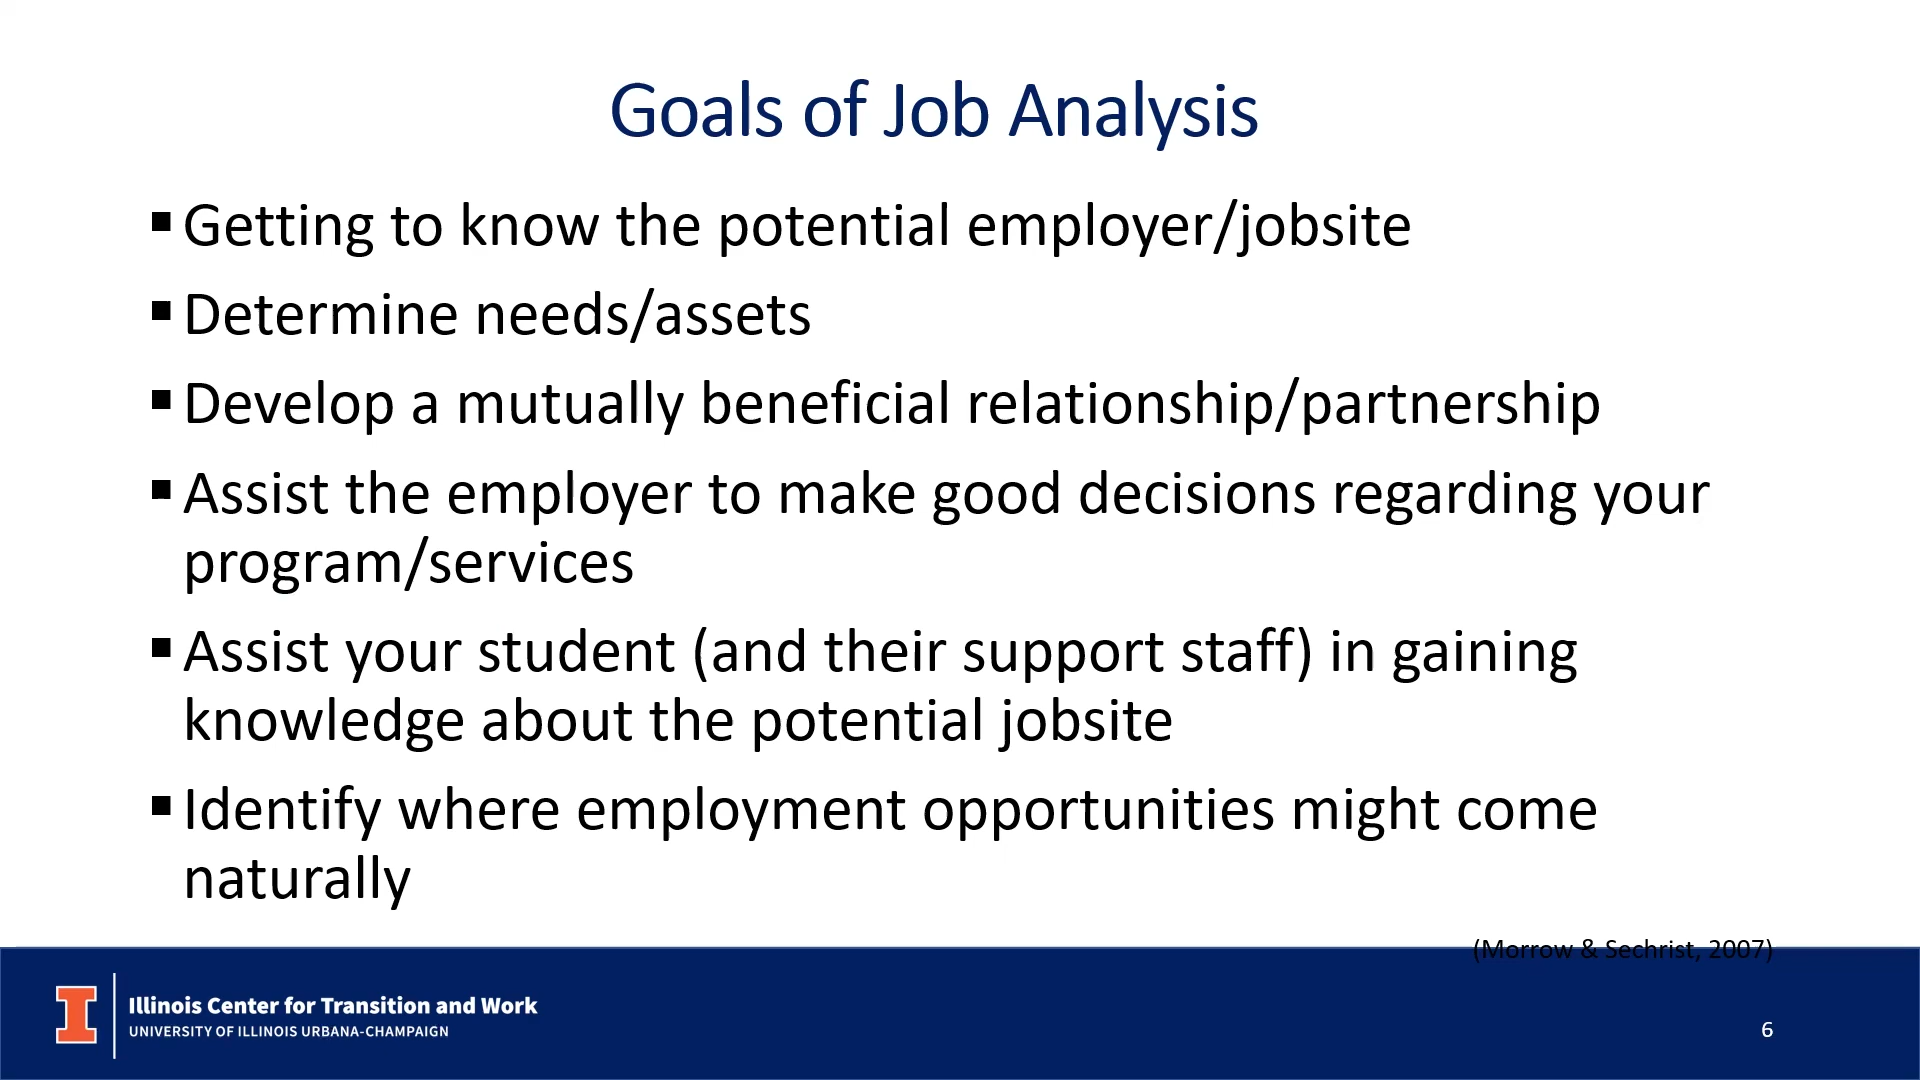 Goals of Job Analysis
▪ Getting to know the potential employer/jobsite
▪ Determine needs/assets
▪ Develop a mutually beneficial relationship/partnership
▪ Assist the employer to make good decisions regarding your
program/services
▪ Assist your student (and their support staff) in gaining
knowledge about the potential jobsite
▪ Identify where employment opportunities might come
naturally
(Morrow & Sechrist, 2007)
I
Illinois Center for Transition and Work
UNIVERSITY OF ILLINOIS URBANA-CHAMPAIGN
6